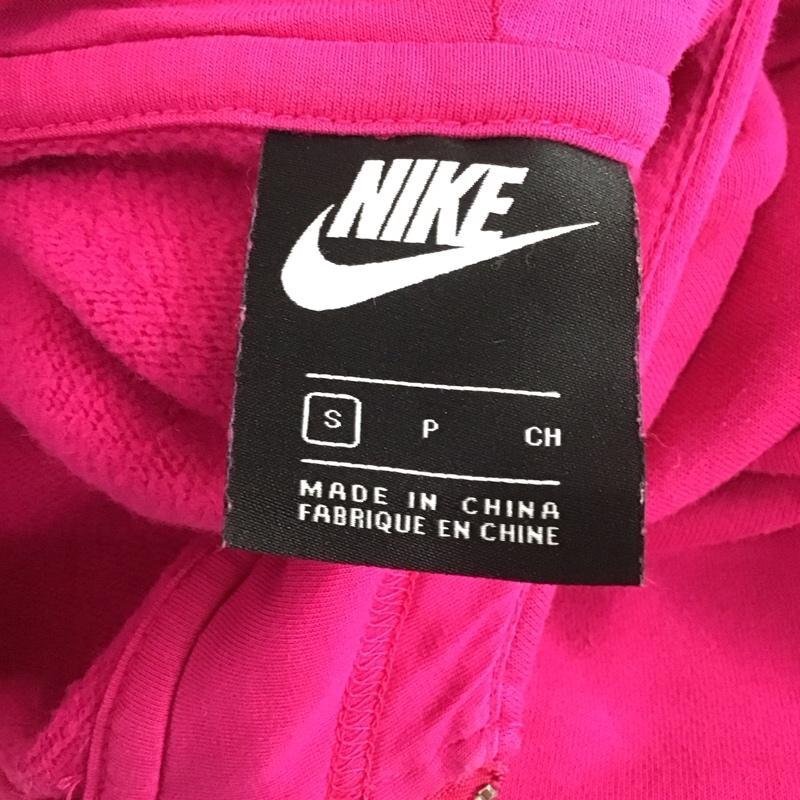 NIKE
S P CH
MADE IN CHINA
FABRIQUE EN CHINE